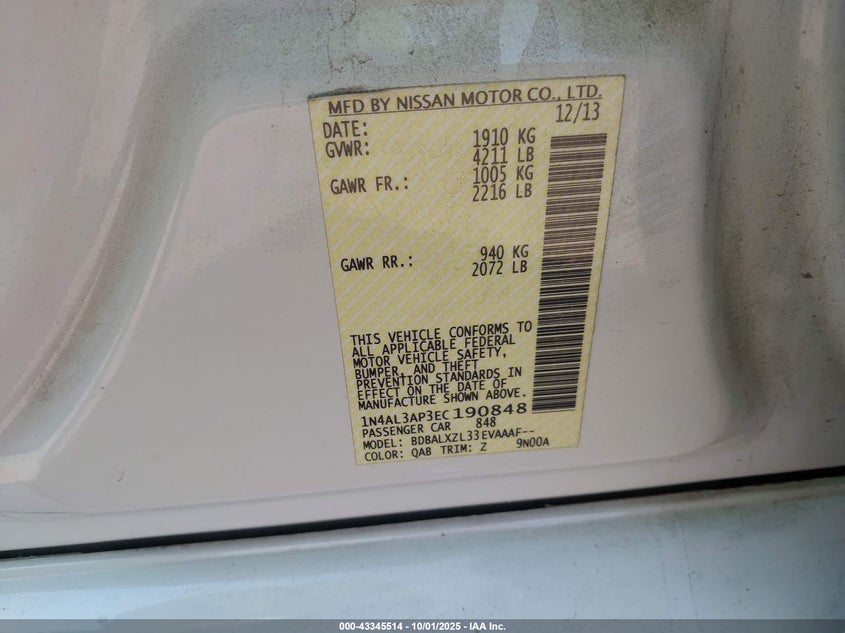 MFD BY NISSAN MOTOR CO., LTD.
DATE: 12/13
GVWR: 1910 KG
4211 LB
GAWR FR.: 1005 KG
2216 LB
GAWR RR.: 940 KG
2072 LB
THIS VEHICLE CONFORMS TO
ALL APPLICABLE FEDERAL
MOTOR VEHICLE SAFETY,
BUMPER, AND THEFT
PREVENTION STANDARDS IN
EFFECT ON THE DATE OF
MANUFACTURE SHOWN ABOVE.
1N4AL3AP3EC190848
PASSENGER CAR 848
MODEL: BDBALXZL33EVAAAF--
COLOR: QAB TRIM: Z 9N00A
000-43345514 - 10/01/2025 - IAA Inc.